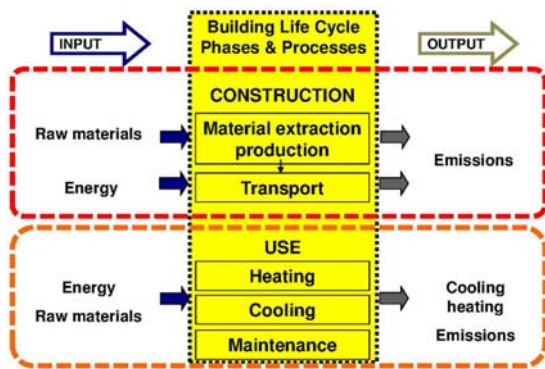 INPUT
Building Life Cycle
Phases & Processes
OUTPUT
CONSTRUCTION
Raw materials
Material extraction
production
Emissions
Energy
Transport
USE
Heating
Energy
Raw materials
Cooling
Cooling
heating
Emissions
Maintenance